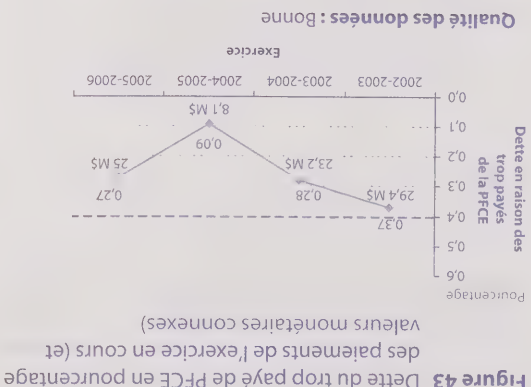 Figure 43 Dette du trop payé de PFCE en pourcentage
des paiements de l'exercice en cours (et
valeurs monétaires connexes)
Pourcentage
0,6
0,5
0,4
0,3
0,2
0,1
0,0
Dette en raison des
trop payés
de la PFCE
0,37
29,4 M$
0,28
23,2 M$
0,09
8,1 M$
0,27
25 M$
2002-2003
2003-2004
2004-2005
2005-2006
Exercice
Qualité des données : Bonne